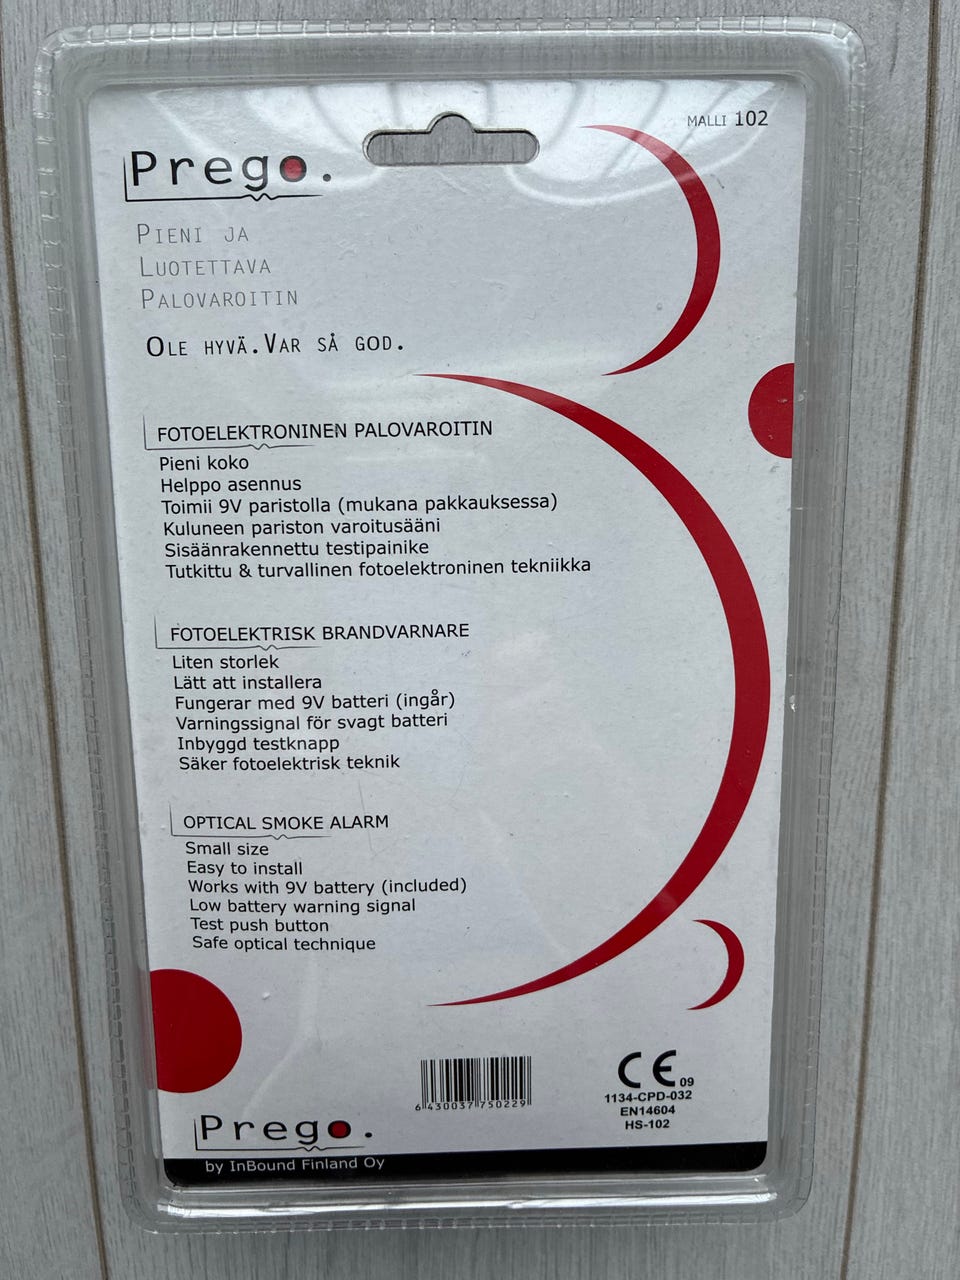 MALLI 102
Prego.
PIENI JA
LUOTETTAVA
PALOVAROITIN
OLE HYVÄ.VAR SÅ GOD.
FOTOELEKTRONINEN PALOVAROITIN
Pieni koko
Helppo asennus
Toimii 9V paristolla (mukana pakkauksessa)
Kuluneen pariston varoitusääni
Sisäänrakennettu testipainike
Tutkittu & turvallinen fotoelektroninen tekniikka
FOTOELEKTRISK BRANDVARNARE
Liten storlek
Lätt att installera
Fungerar med 9V batteri (ingår)
Varningssignal för svagt batteri
Inbyggd testknapp
Säker fotoelektrisk teknik
OPTICAL SMOKE ALARM
Small size
Easy to install
Works with 9V battery (included)
Low battery warning signal
Test push button
Safe optical technique
6 430037 750229
CE 09
1134-CPD-032
EN14604
HS-102
Prego.
by InBound Finland Oy